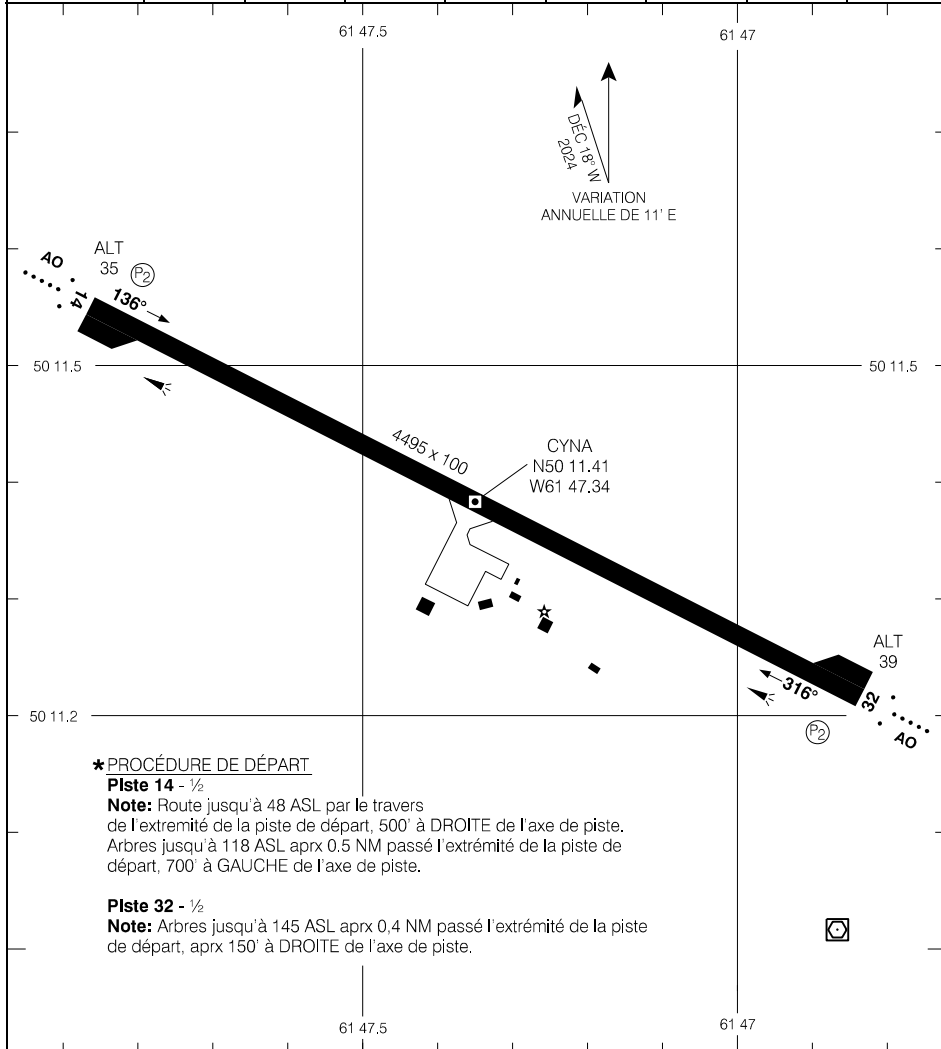 61 47.5
61 47
DÉC 18° W
2024
VARIATION
ANNUELLE DE 11' E
ALT
35
P2
AO
14
136°
50 11.5
50 11.5
4495 x 100
CYNA
N50 11.41
W61 47.34
ALT
39
316°
32
P2
AO
50 11.2
*PROCÉDURE DE DÉPART
Piste 14 - ½
Note: Route jusqu'à 48 ASL par le travers
de l'extremité de la piste de départ, 500' à DROITE de l'axe de piste.
Arbres jusqu'à 118 ASL aprx 0.5 NM passé l'extrémité de la piste de
départ, 700' à GAUCHE de l'axe de piste.
Piste 32 - ½
Note: Arbres jusqu'à 145 ASL aprx 0,4 NM passé l'extrémité de la piste
de départ, aprx 150' à DROITE de l'axe de piste.
61 47.5
61 47